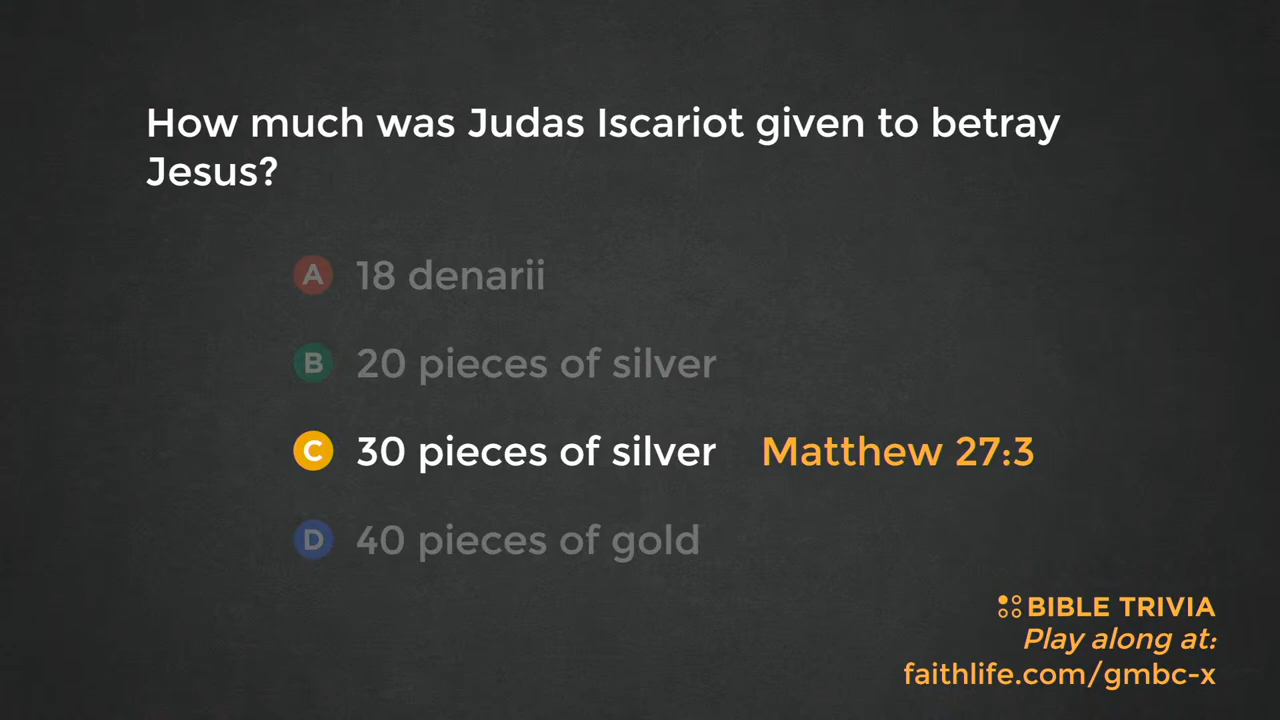 How much was Judas Iscariot given to betray
Jesus?
A 18 denarii
B 20 pieces of silver
C 30 pieces of silver Matthew 27:3
D 40 pieces of gold
BIBLE TRIVIA
Play along at:
faithlife.com/gmbc-x